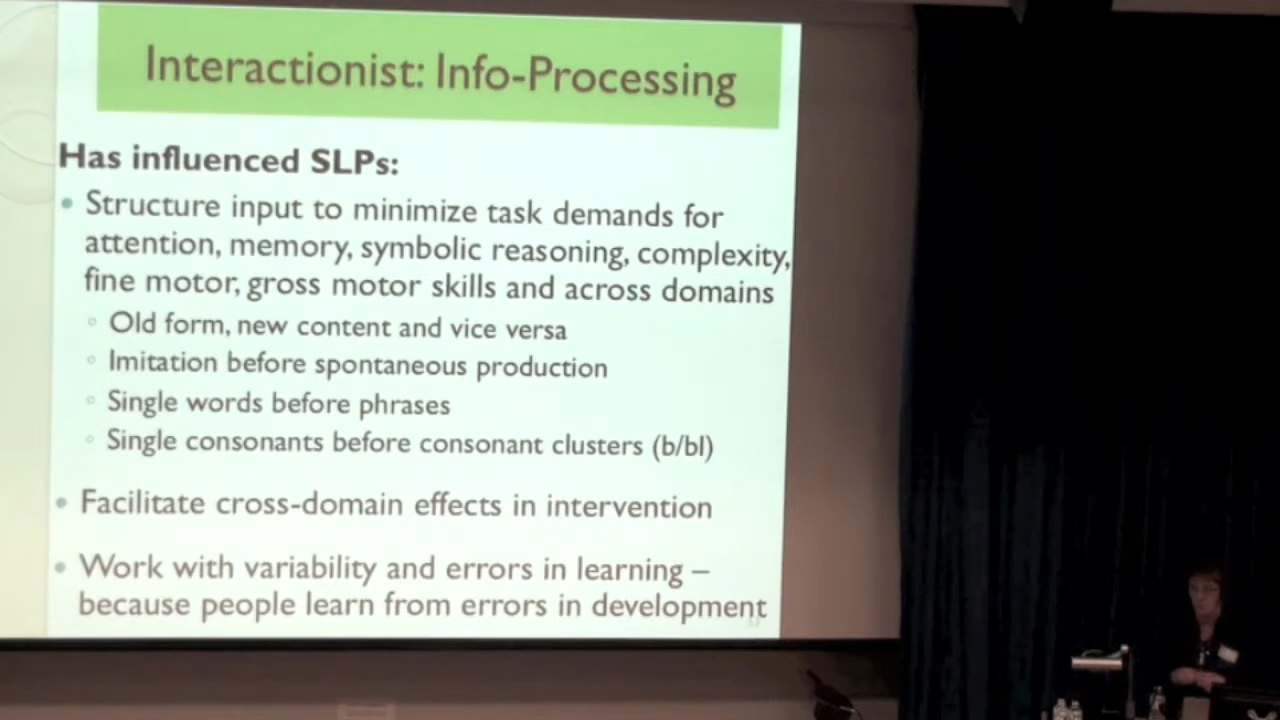 Interactionist: Info-Processing
Has influenced SLPs:
• Structure input to minimize task demands for
attention, memory, symbolic reasoning, complexity,
fine motor, gross motor skills and across domains
◦ Old form, new content and vice versa
◦ Imitation before spontaneous production
◦ Single words before phrases
◦ Single consonants before consonant clusters (b/bl)
• Facilitate cross-domain effects in intervention
• Work with variability and errors in learning –
because people learn from errors in development